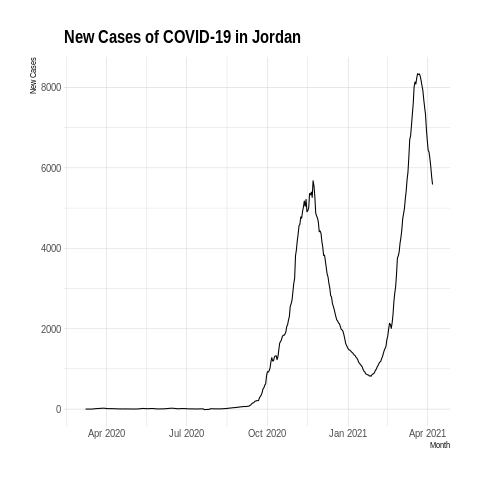 New Cases of COVID-19 in Jordan
New Cases
8000
6000
4000
2000
0
Apr 2020 Jul 2020 Oct 2020 Jan 2021 Apr 2021
Month